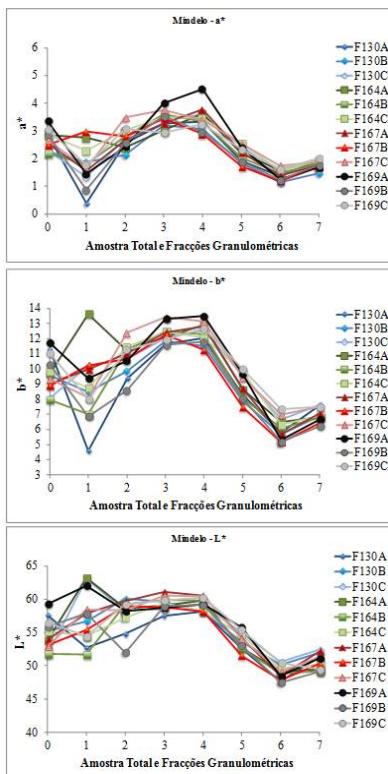 Mindelo - a*
6
5
4
3
2
1
0
a*
0 1 2 3 4 5 6 7
Amostra Total e Fracções Granulométricas
F130A
F130B
F130C
F164A
F164B
F164C
F167A
F167B
F167C
F169A
F169B
F169C
Mindelo - b*
14
13
12
11
10
9
8
7
6
5
4
3
b*
0 1 2 3 4 5 6 7
Amostra Total e Fracções Granulométricas
F130A
F130B
F130C
F164A
F164B
F164C
F167A
F167B
F167C
F169A
F169B
F169C
Mindelo - L*
65
60
55
50
45
40
L*
0 1 2 3 4 5 6 7
Amostra Total e Fracções Granulométricas
F130A
F130B
F130C
F164A
F164B
F164C
F167A
F167B
F167C
F169A
F169B
F169C